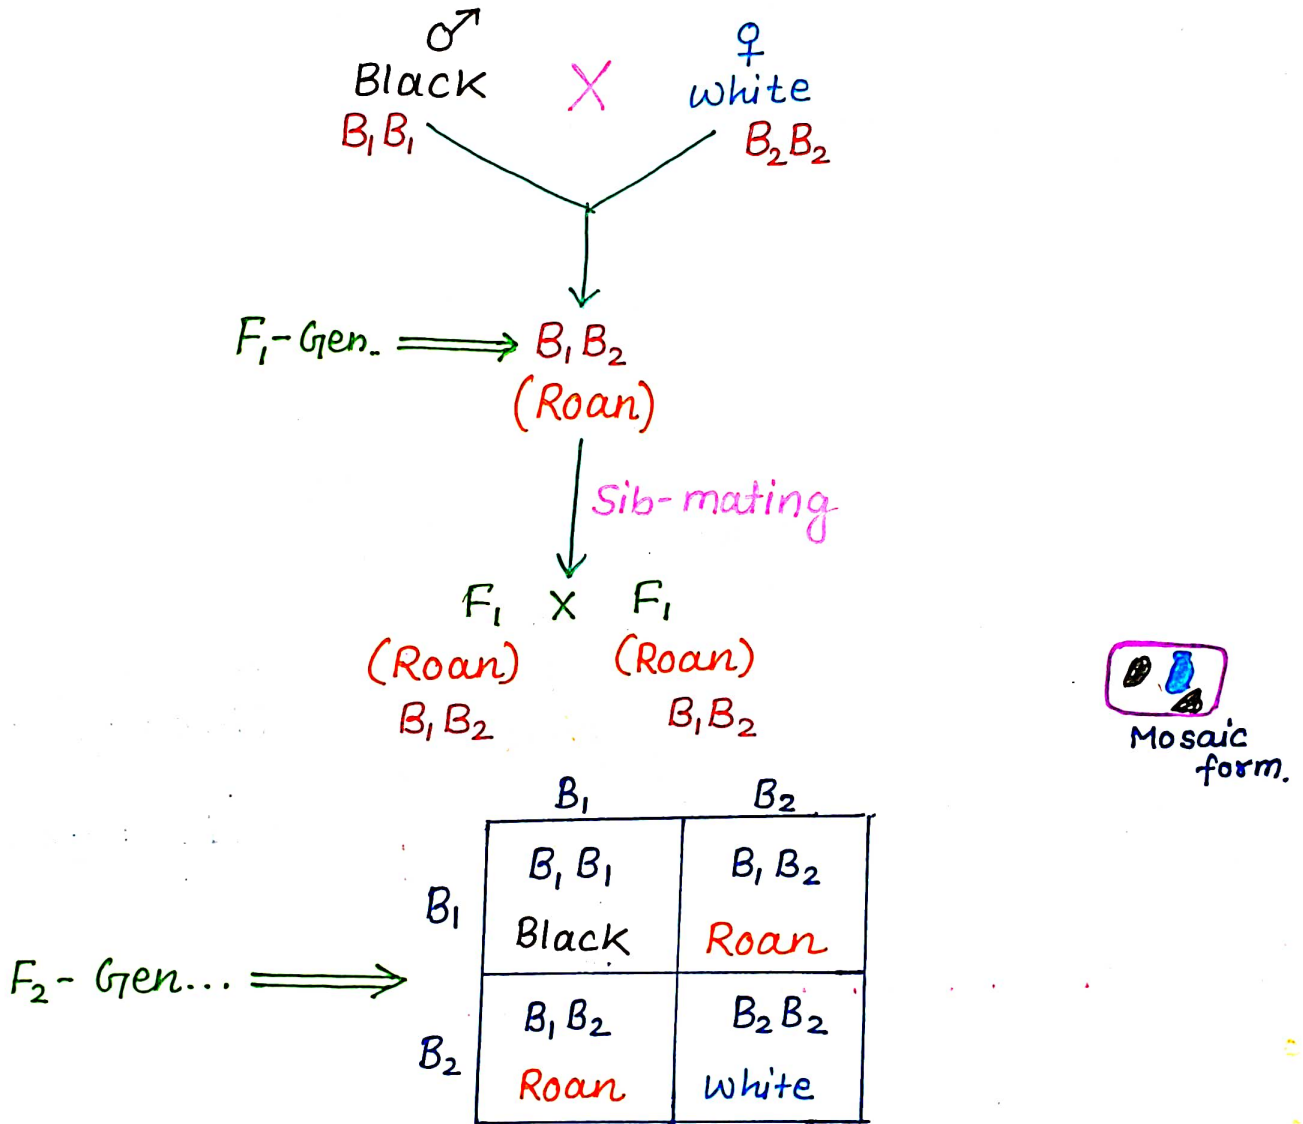 ♂ ♀
Black X white
B₁B₁ B₂B₂
F₁-Gen.. B₁B₂
(Roan)
Sib-mating
F₁ X F₁
(Roan) (Roan)
B₁B₂ B₁B₂
Mosaic
form.
B₁ B₂
B₁ B₁B₁ B₁B₂
Black Roan
F₂- Gen...
B₂ B₁B₂ B₂B₂
Roan white